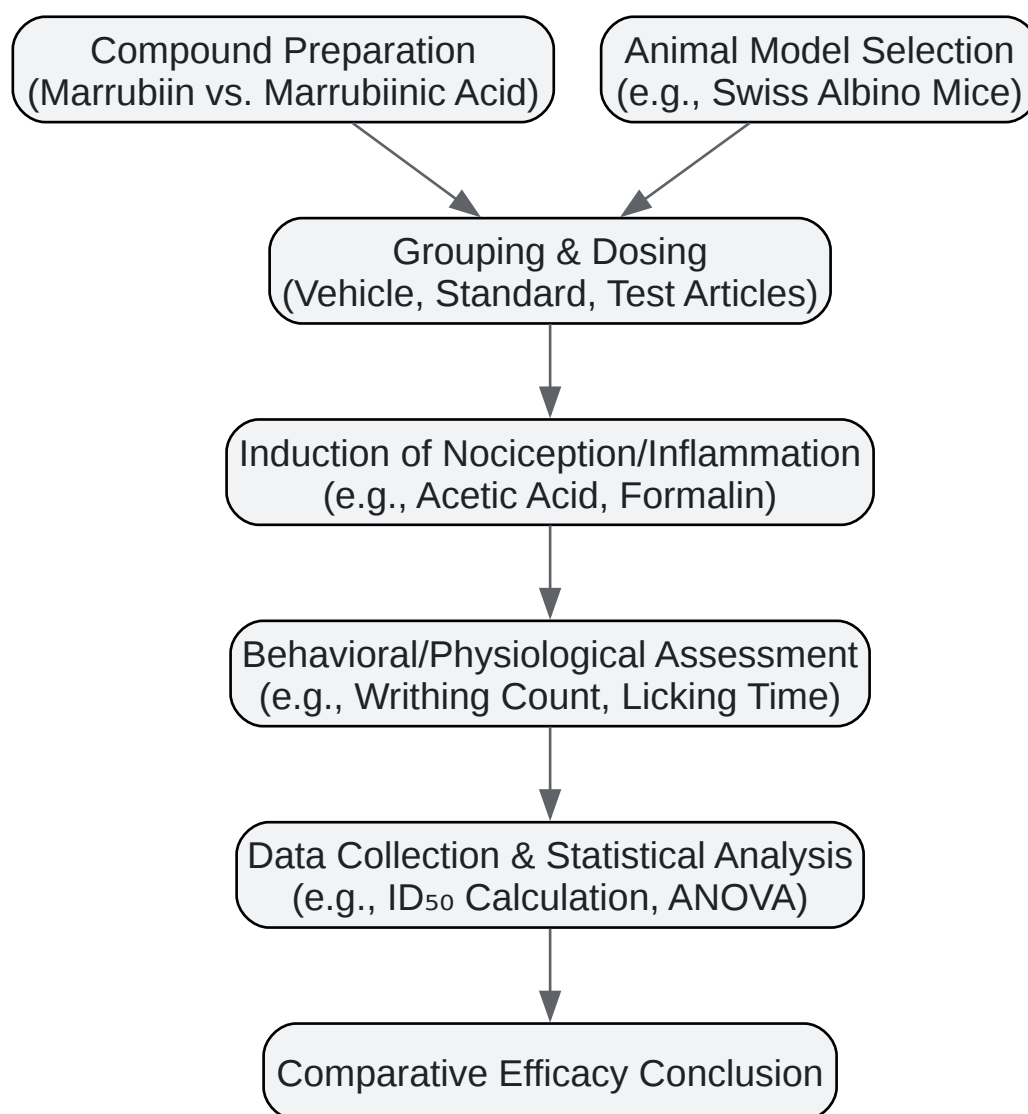 Compound Preparation
(Marrubiin vs. Marrubiinic Acid)
Animal Model Selection
(e.g., Swiss Albino Mice)
Grouping & Dosing
(Vehicle, Standard, Test Articles)
Induction of Nociception/Inflammation
(e.g., Acetic Acid, Formalin)
Behavioral/Physiological Assessment
(e.g., Writhing Count, Licking Time)
Data Collection & Statistical Analysis
(e.g., ID₅₀ Calculation, ANOVA)
Comparative Efficacy Conclusion